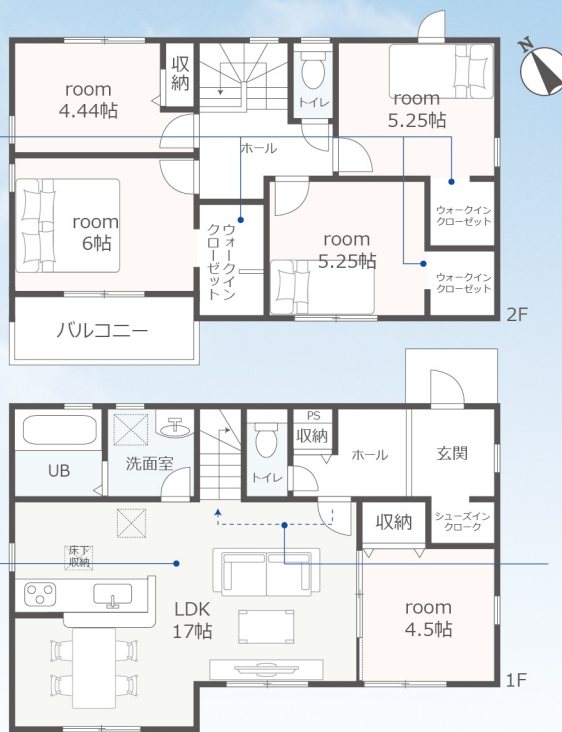 N
room
4.44帖
収納
トイレ
room
5.25帖
ホール
room
6帖
ウォークイン
クローゼット
room
5.25帖
ウォークイン
クローゼット
ウォークイン
クローゼット
バルコニー
2F
UB
洗面室
トイレ
PS
収納
ホール
玄関
シューズイン
クローク
収納
床下
収納
LDK
17帖
room
4.5帖
1F